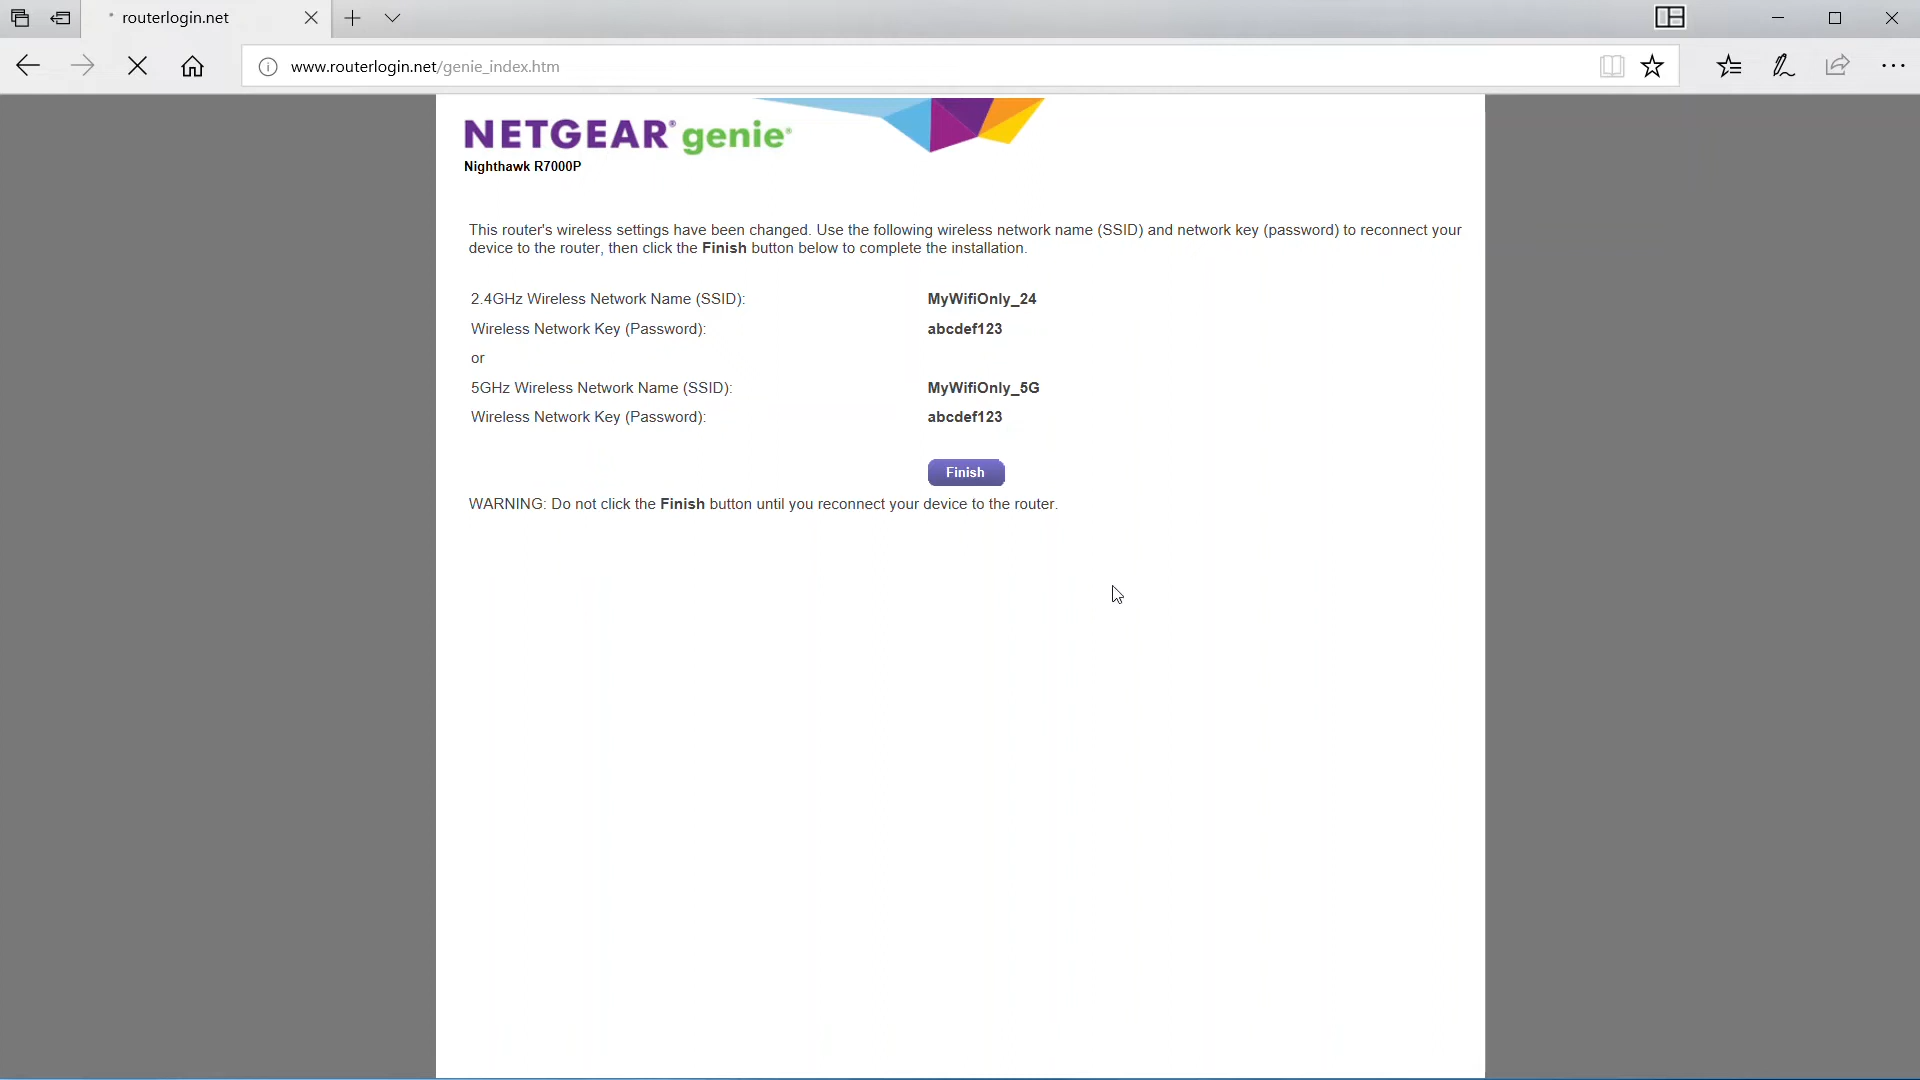 routerlogin.net
www.routerlogin.net/genie_index.htm
NETGEAR® genie®
Nighthawk R7000P
This router's wireless settings have been changed. Use the following wireless network name (SSID) and network key (password) to reconnect your
device to the router, then click the Finish button below to complete the installation.
2.4GHz Wireless Network Name (SSID): MyWifiOnly_24
Wireless Network Key (Password): abcdef123
or
5GHz Wireless Network Name (SSID): MyWifiOnly_5G
Wireless Network Key (Password): abcdef123
Finish
WARNING: Do not click the Finish button until you reconnect your device to the router.